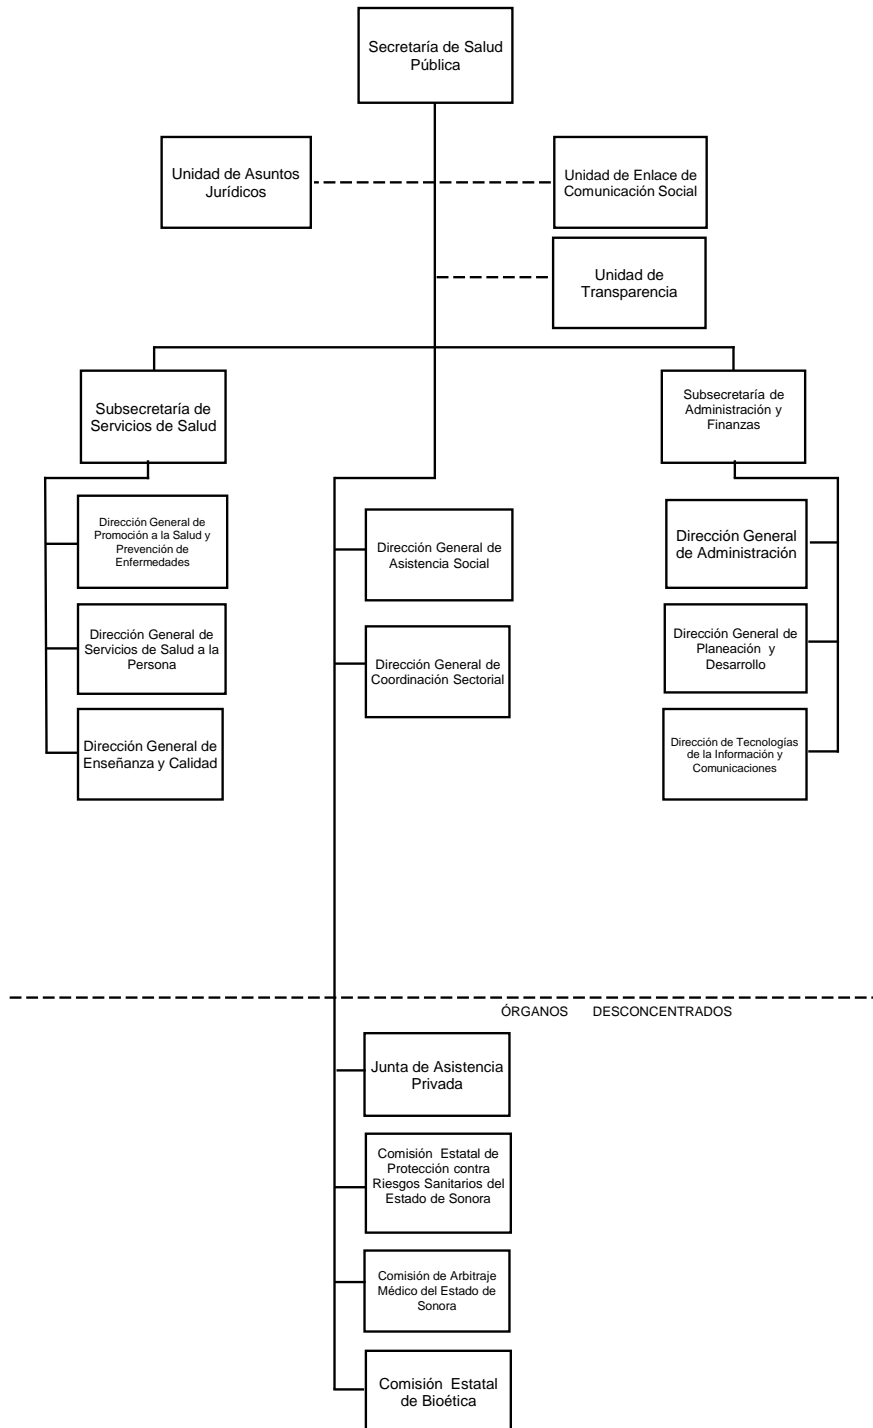 Secretaría de Salud
Pública
Unidad de Asuntos
Jurídicos
Unidad de Enlace de
Comunicación Social
Unidad de
Transparencia
Subsecretaría de
Servicios de Salud
Subsecretaría de
Administración y
Finanzas
Dirección General de
Promoción a la Salud y
Prevención de
Enfermedades
Dirección General de
Servicios de Salud a la
Persona
Dirección General de
Enseñanza y Calidad
Dirección General de
Asistencia Social
Dirección General de
Coordinación Sectorial
Dirección General
de Administración
Dirección General de
Planeación y
Desarrollo
Dirección de Tecnologías
de la Información y
Comunicaciones
ÓRGANOS DESCONCENTRADOS
Junta de Asistencia
Privada
Comisión Estatal de
Protección contra
Riesgos Sanitarios del
Estado de Sonora
Comisión de Arbitraje
Médico del Estado de
Sonora
Comisión Estatal
de Bioética